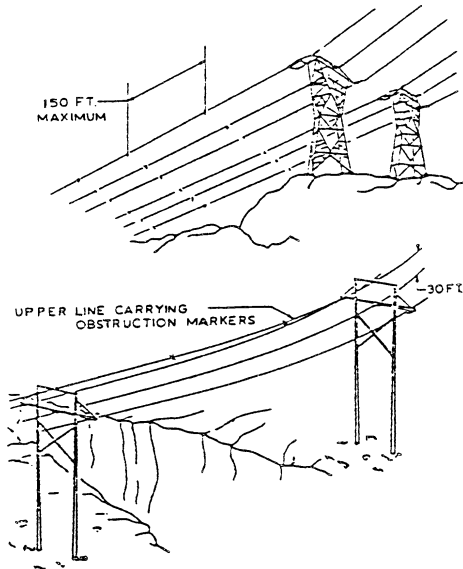 150 FT.
MAXIMUM
30 FT.
UPPER LINE CARRYING
OBSTRUCTION MARKERS